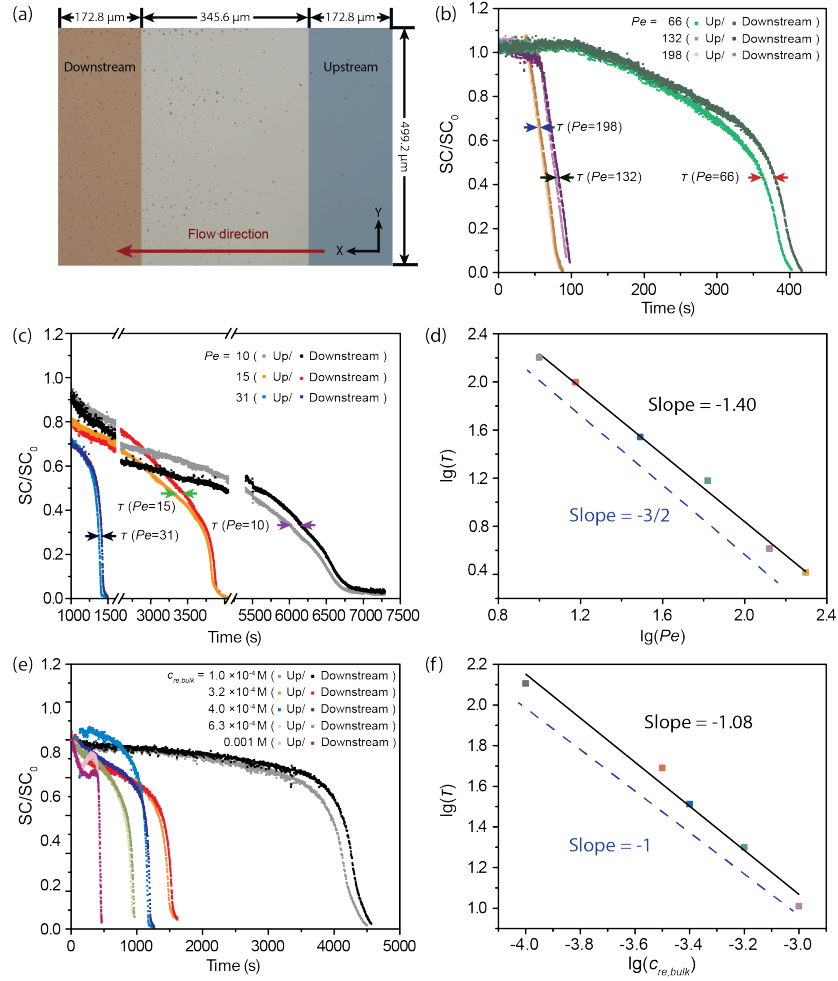 (a)
172.8 μm
345.6 μm
172.8 μm
Downstream
Upstream
499.2 μm
Flow direction
Y
X
(b)
Pe = 66 ( Up/ Downstream )
132 ( Up/ Downstream )
198 ( Up/ Downstream )
τ (Pe=198)
τ (Pe=132)
τ (Pe=66)
SC/SC0
1.2
1.0
0.8
0.6
0.4
0.2
0.0
0 100 200 300 400
Time (s)
(c)
Pe = 10 ( Up/ Downstream )
15 ( Up/ Downstream )
31 ( Up/ Downstream )
τ (Pe=15)
τ (Pe=10)
τ (Pe=31)
SC/SC0
1.2
1.0
0.8
0.6
0.4
0.2
0.0
1000 1500 3000 3500 5500 6000 6500 7000 7500
Time (s)
(d)
Slope = -1.40
Slope = -3/2
lg(τ)
2.4
2.0
1.6
1.2
0.8
0.4
0.8 1.2 1.6 2.0 2.4
lg(Pe)
(e)
cre,bulk = 1.0 ×10-4 M ( Up/ Downstream )
3.2 ×10-4 M ( Up/ Downstream )
4.0 ×10-4 M ( Up/ Downstream )
6.3 ×10-4 M ( Up/ Downstream )
0.001 M ( Up/ Downstream )
SC/SC0
1.2
1.0
0.8
0.6
0.4
0.2
0.0
0 1000 2000 3000 4000 5000
Time (s)
(f)
Slope = -1.08
Slope = -1
lg(τ)
2.2
2.0
1.8
1.6
1.4
1.2
1.0
-4.0 -3.8 -3.6 -3.4 -3.2 -3.0
lg(cre,bulk)